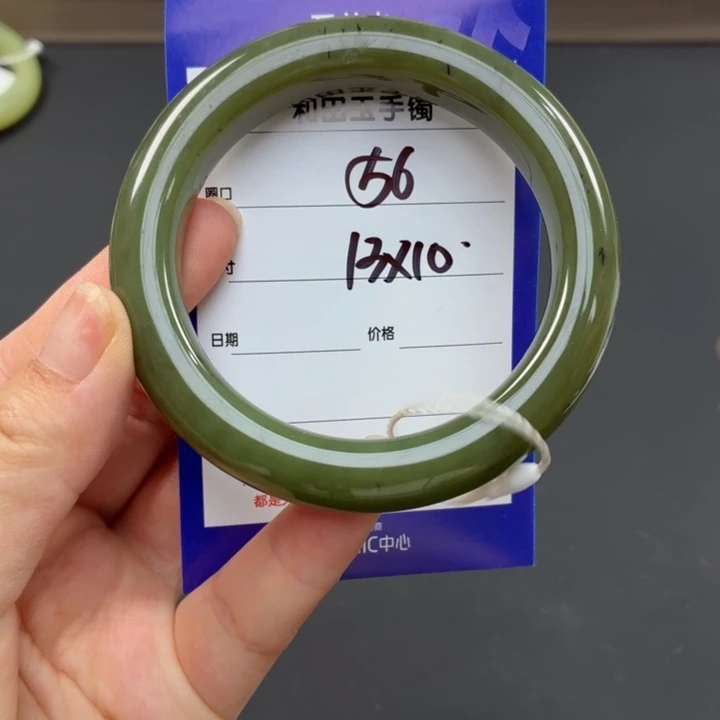 和田玉手镯
圈口 56
寸 13x10
日期 价格
都是
IC中心